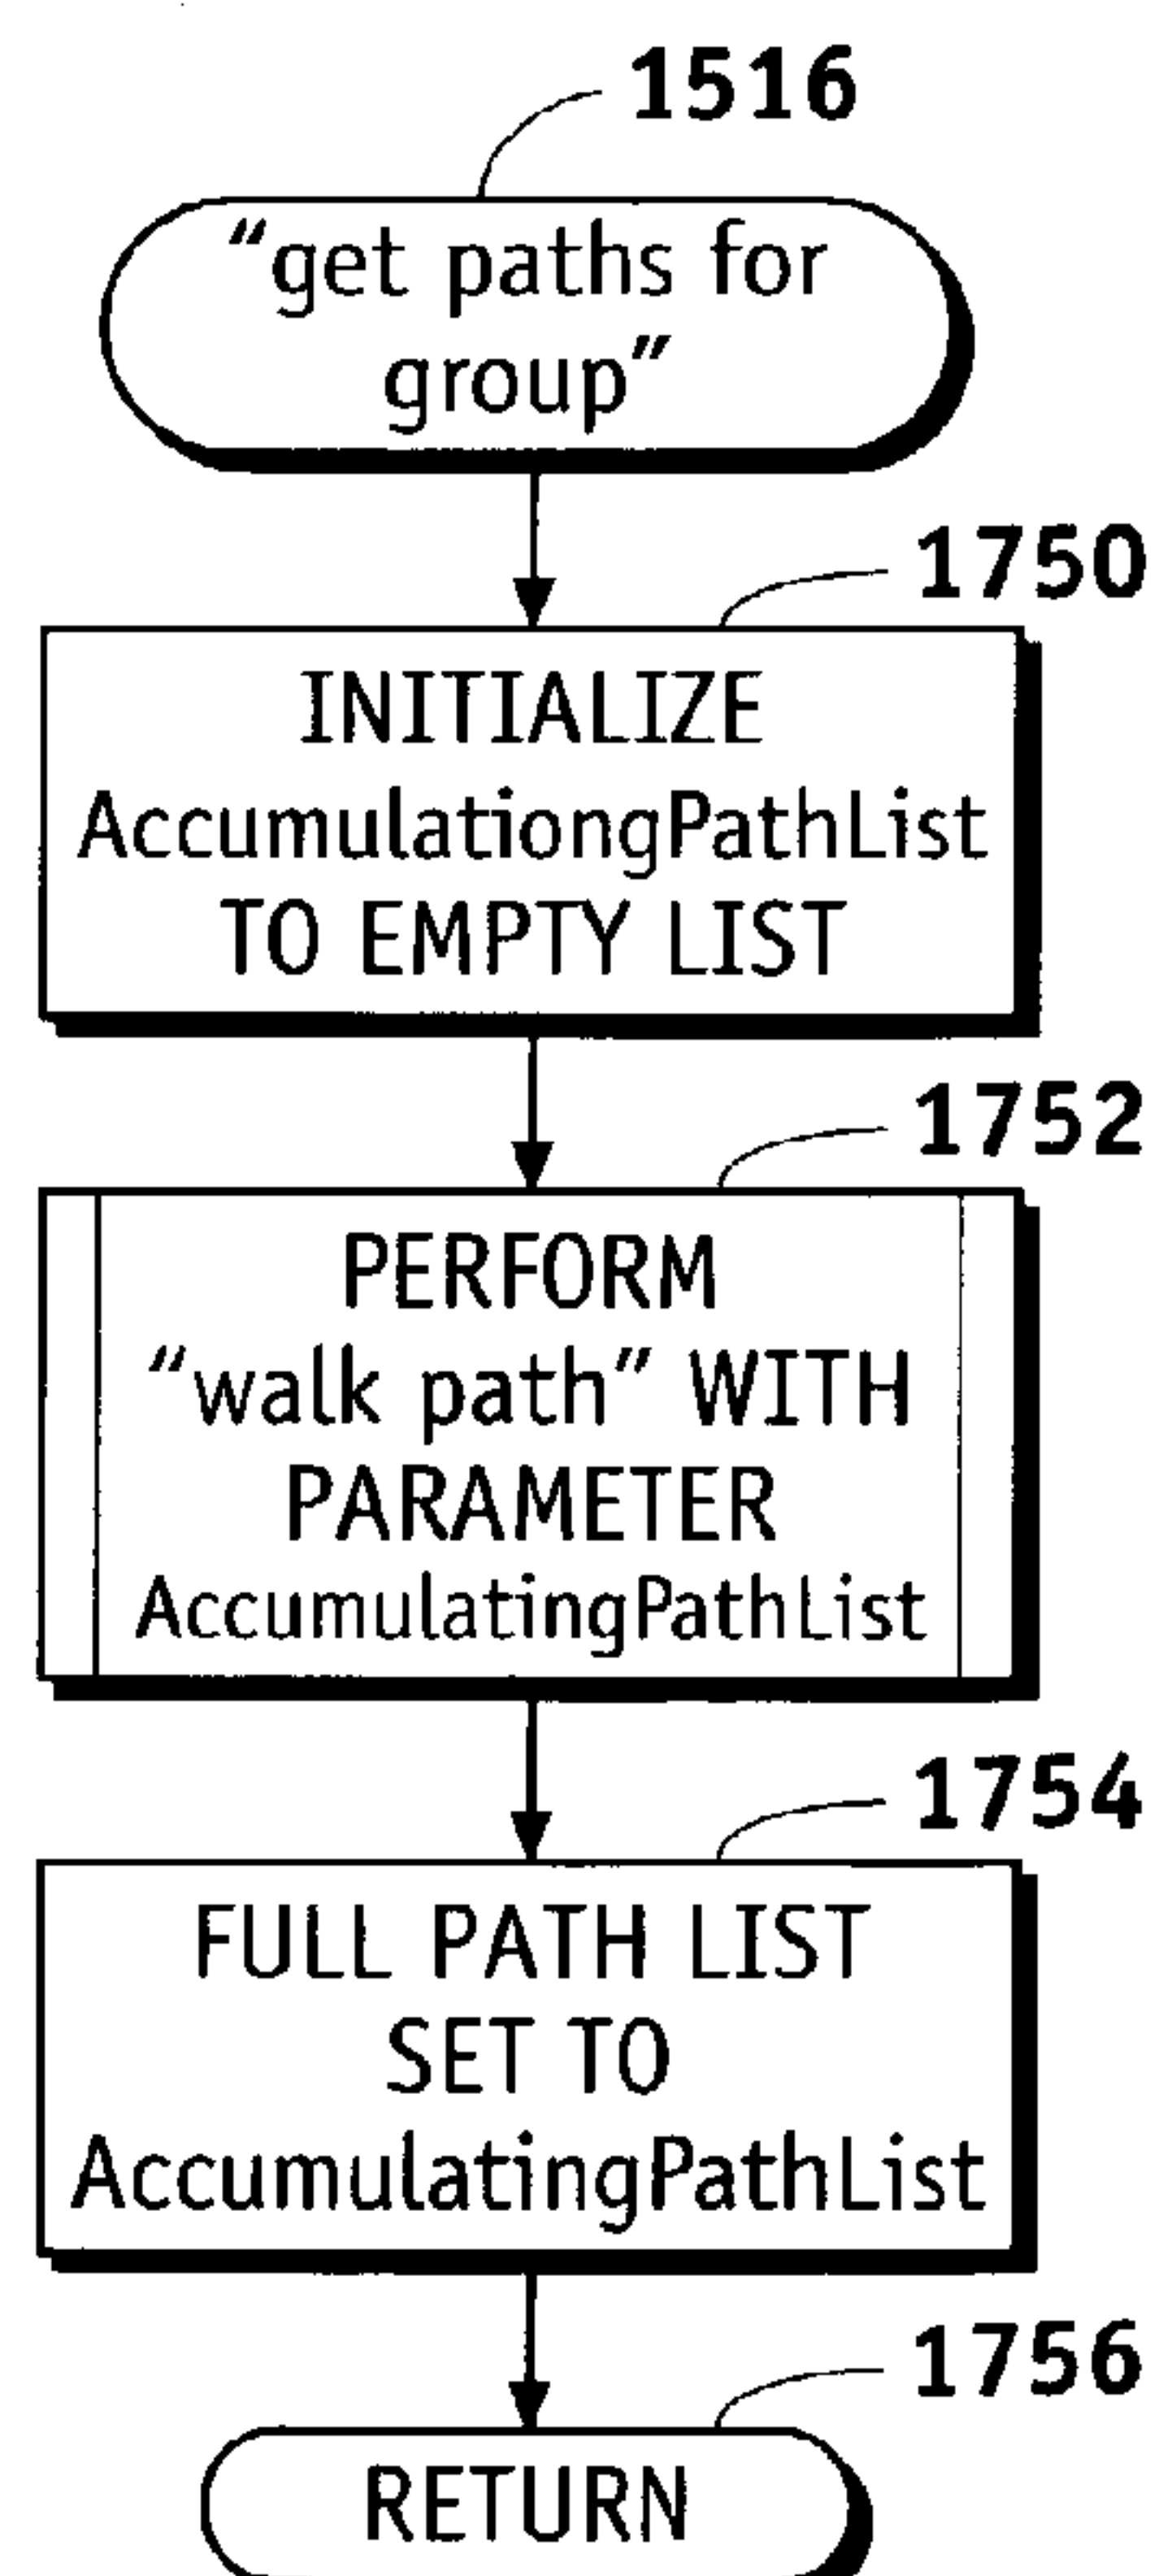 1516
“get paths for
group”
1750
INITIALIZE
AccumulationgPathList
TO EMPTY LIST
1752
PERFORM
“walk path” WITH
PARAMETER
AccumulatingPathList
1754
FULL PATH LIST
SET TO
AccumulatingPathList
1756
RETURN